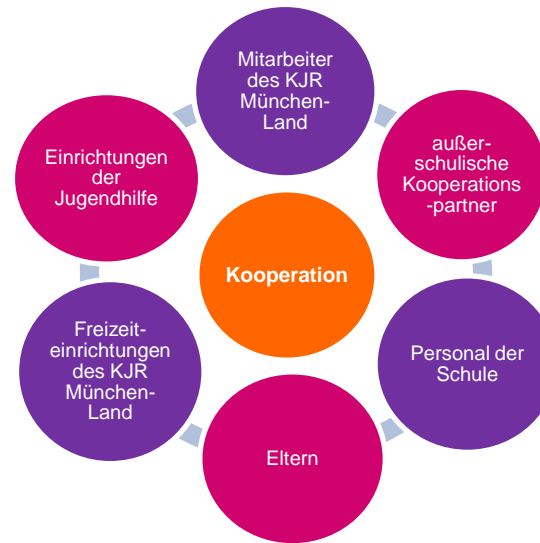 Mitarbeiter
des KJR
München-
Land
außer-
schulische
Kooperations
-partner
Personal der
Schule
Eltern
Freizeit-
einrichtungen
des KJR
München-
Land
Einrichtungen
der
Jugendhilfe
Kooperation